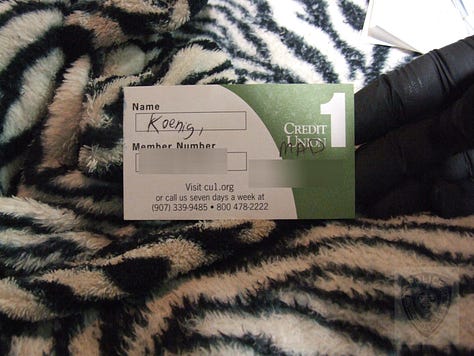 Name
Koenig,
1
CREDIT
UNION
Member Number
Visit cu1.org
or call us seven days a week at
(907) 339-9485 • 800 478-2222